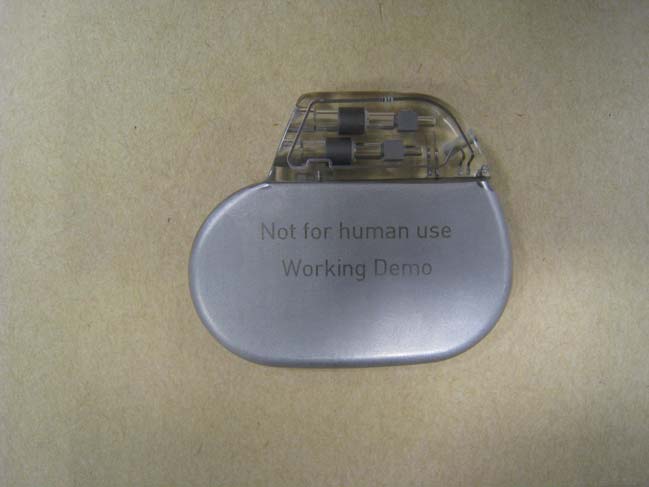 Not for human use
Working Demo